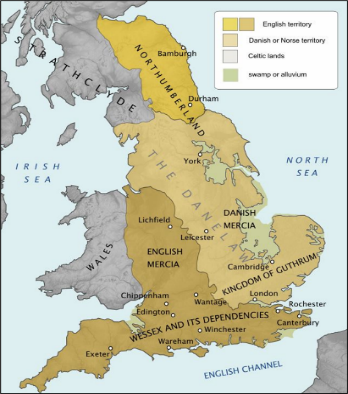 English territory
Danish or Norse territory
Celtic lands
swamp or alluvium
STRATHCLYDE
NORTHUMBERLAND
Bamburgh
Durham
IRISH
SEA
NORTH
SEA
York
THE DANELAW
Lichfield
DANISH
MERCIA
Leicester
ENGLISH
MERCIA
WALES
Cambridge
KINGDOM OF GUTHRUM
Chippenham
Wantage
London
Rochester
Edington
WESSEX AND ITS DEPENDENCIES
Canterbury
Winchester
Wareham
Exeter
ENGLISH CHANNEL